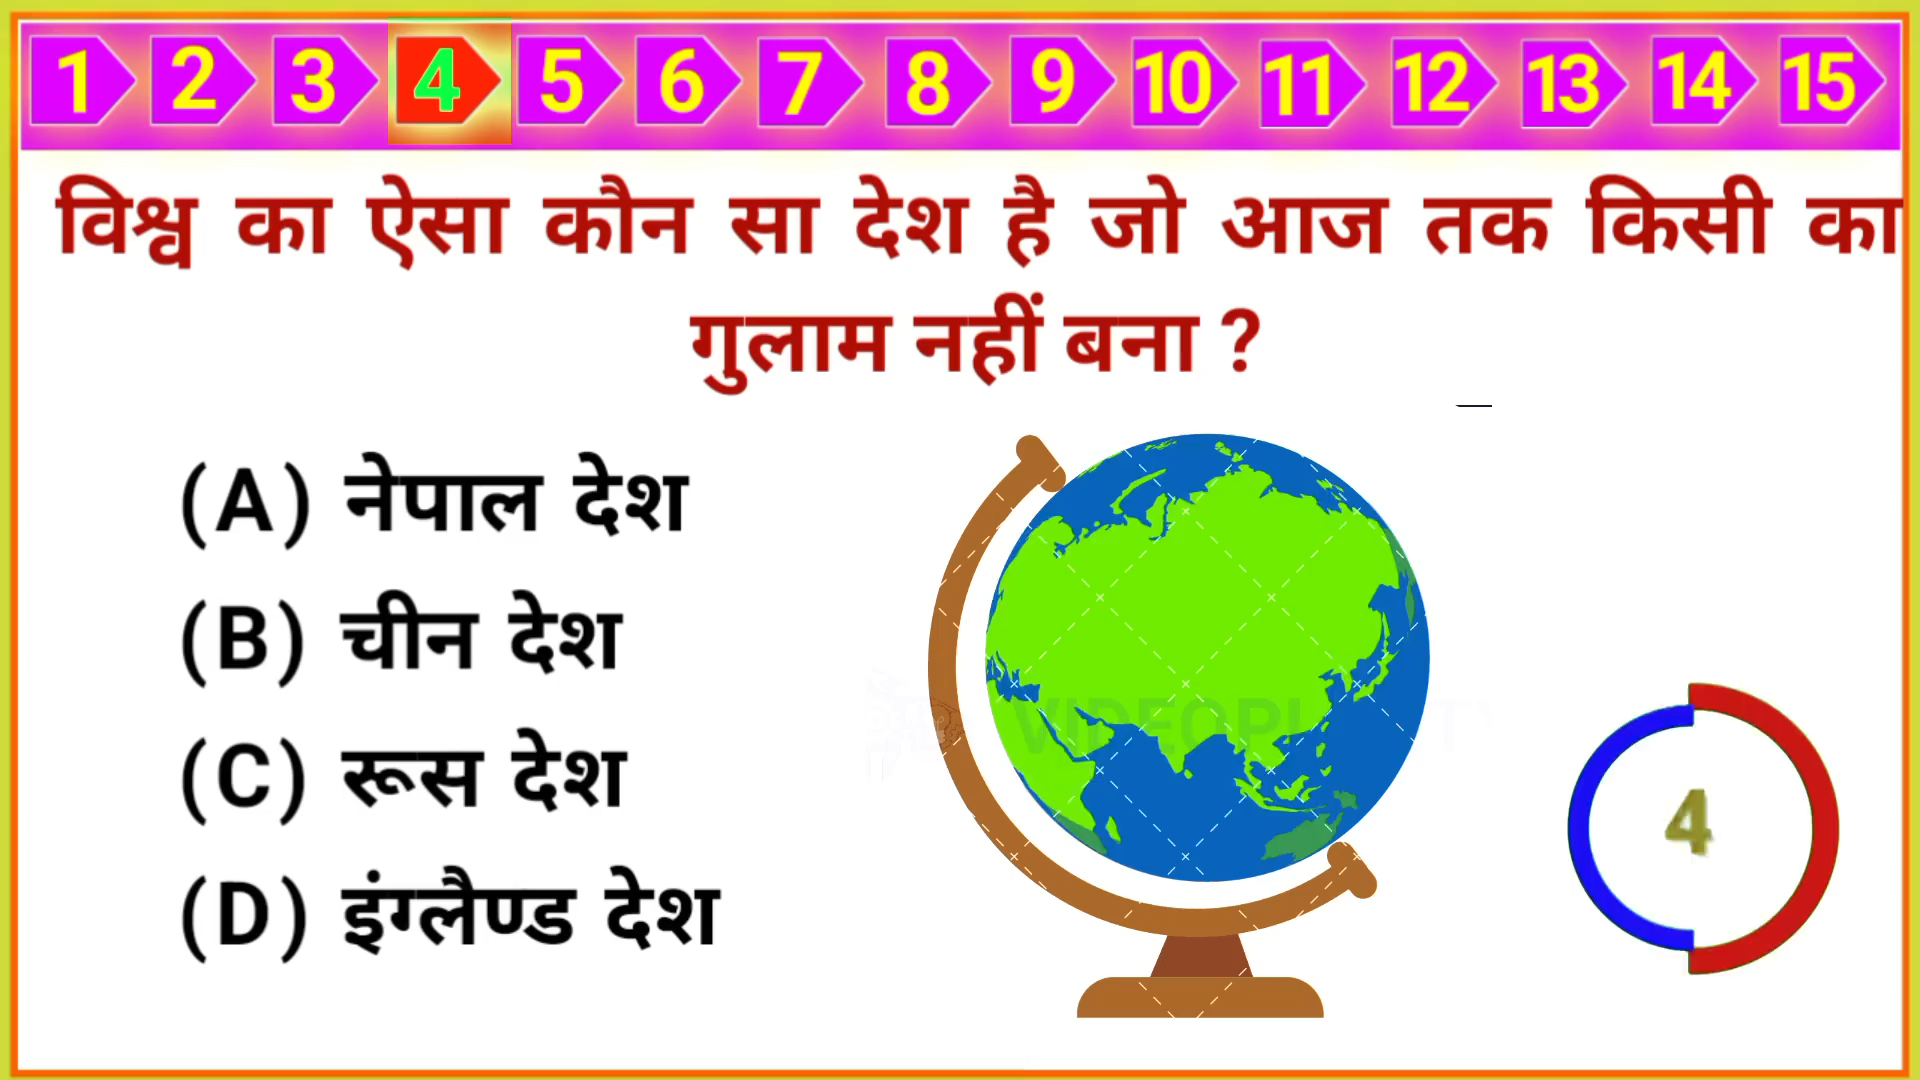 1 2 3 4 5 6 7 8 9 10 11 12 13 14 15
विश्व का ऐसा कौन सा देश है जो आज तक किसी का
गुलाम नहीं बना ?
(A) नेपाल देश
(B) चीन देश
(C) रूस देश
(D) इंग्लैण्ड देश
4